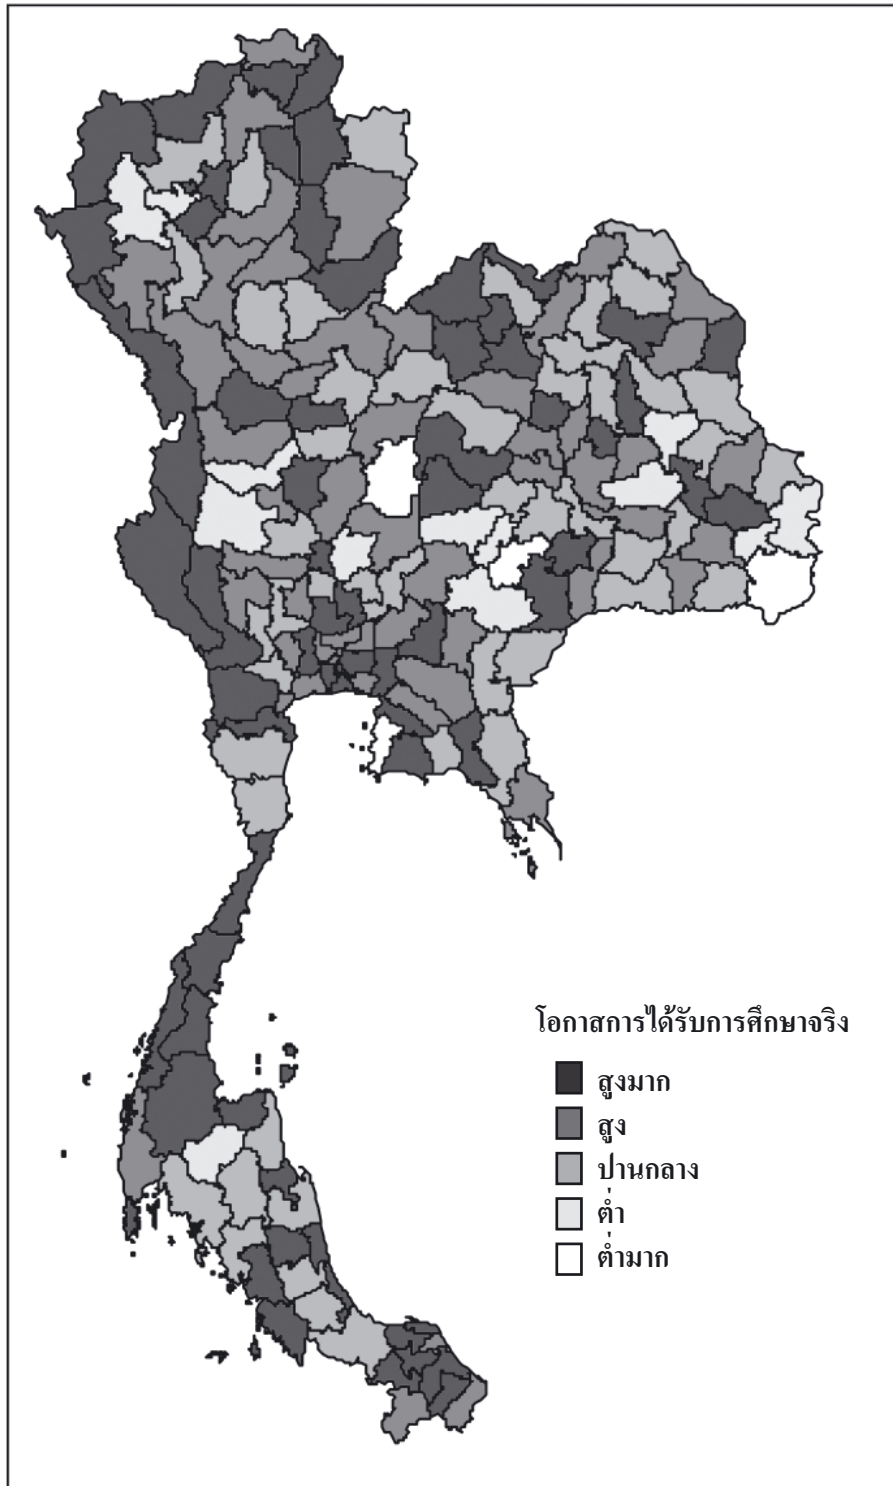 โอกาสการได้รับการศึกษาจริง
สูงมาก
สูง
ปานกลาง
ต่ำ
ต่ำมาก